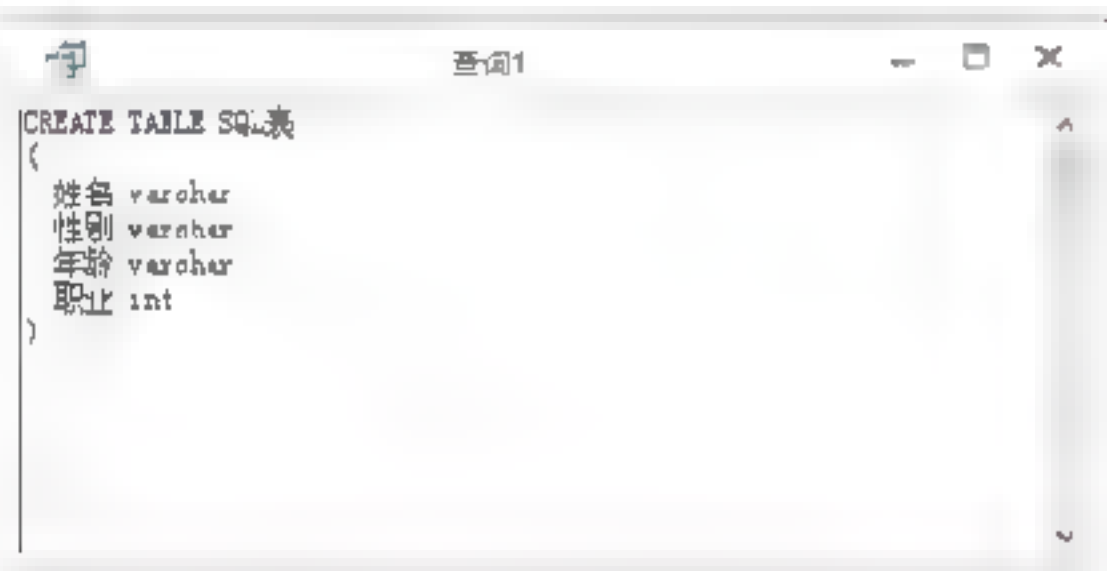 查询1
CREATE TABLE SQL表
(
姓名 varchar
性别 varchar
年龄 varchar
职业 int
)